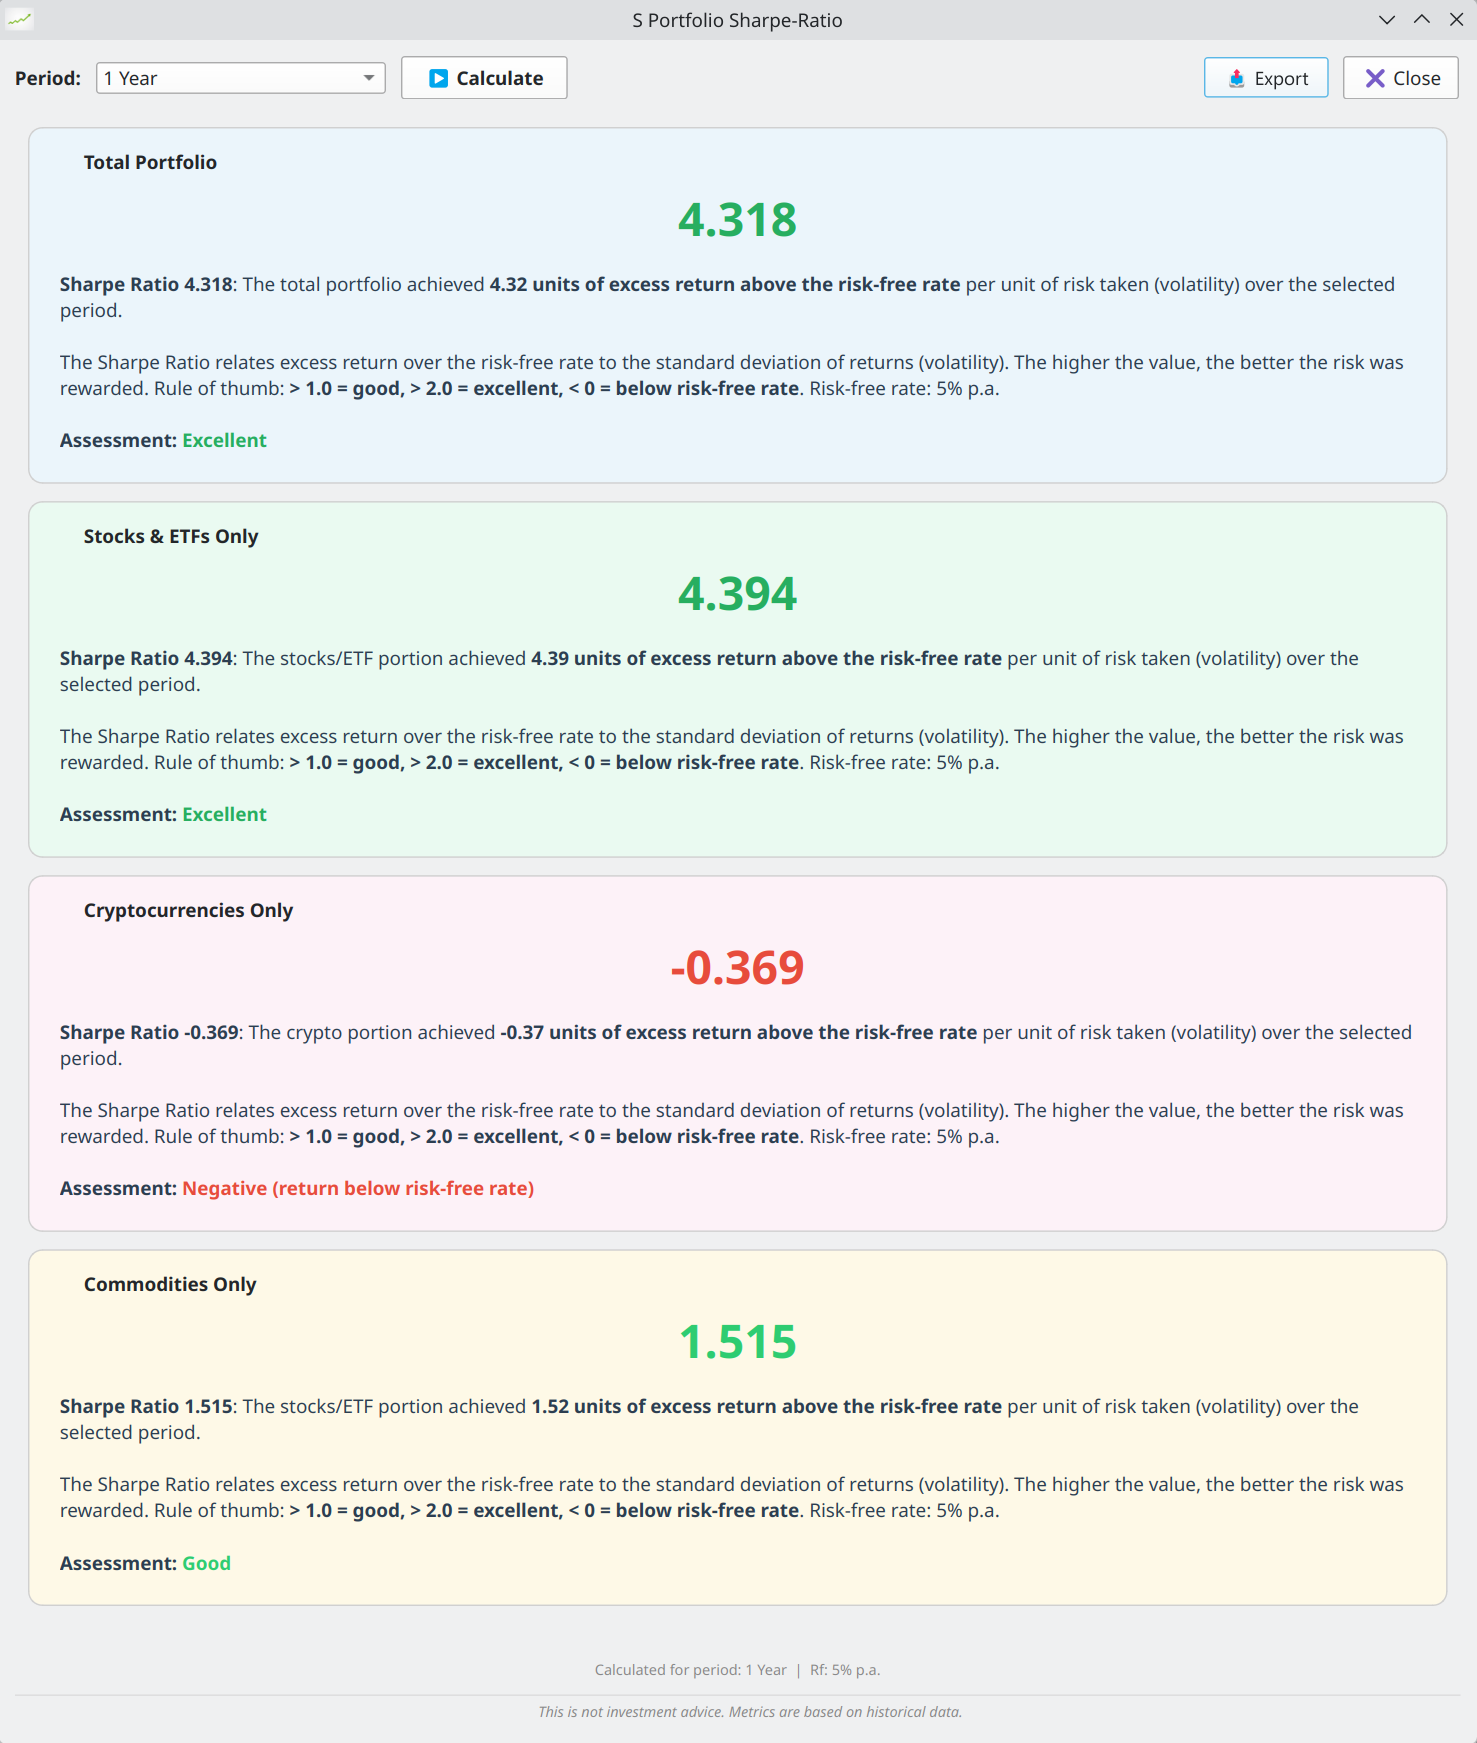 S Portfolio Sharpe-Ratio
Period: 1 Year Calculate Export Close
Total Portfolio
4.318
Sharpe Ratio 4.318: The total portfolio achieved 4.32 units of excess return above the risk-free rate per unit of risk taken (volatility) over the selected
period.
The Sharpe Ratio relates excess return over the risk-free rate to the standard deviation of returns (volatility). The higher the value, the better the risk was
rewarded. Rule of thumb: > 1.0 = good, > 2.0 = excellent, < 0 = below risk-free rate. Risk-free rate: 5% p.a.
Assessment: Excellent
Stocks & ETFs Only
4.394
Sharpe Ratio 4.394: The stocks/ETF portion achieved 4.39 units of excess return above the risk-free rate per unit of risk taken (volatility) over the
selected period.
The Sharpe Ratio relates excess return over the risk-free rate to the standard deviation of returns (volatility). The higher the value, the better the risk was
rewarded. Rule of thumb: > 1.0 = good, > 2.0 = excellent, < 0 = below risk-free rate. Risk-free rate: 5% p.a.
Assessment: Excellent
Cryptocurrencies Only
-0.369
Sharpe Ratio -0.369: The crypto portion achieved -0.37 units of excess return above the risk-free rate per unit of risk taken (volatility) over the selected
period.
The Sharpe Ratio relates excess return over the risk-free rate to the standard deviation of returns (volatility). The higher the value, the better the risk was
rewarded. Rule of thumb: > 1.0 = good, > 2.0 = excellent, < 0 = below risk-free rate. Risk-free rate: 5% p.a.
Assessment: Negative (return below risk-free rate)
Commodities Only
1.515
Sharpe Ratio 1.515: The stocks/ETF portion achieved 1.52 units of excess return above the risk-free rate per unit of risk taken (volatility) over the
selected period.
The Sharpe Ratio relates excess return over the risk-free rate to the standard deviation of returns (volatility). The higher the value, the better the risk was
rewarded. Rule of thumb: > 1.0 = good, > 2.0 = excellent, < 0 = below risk-free rate. Risk-free rate: 5% p.a.
Assessment: Good
Calculated for period: 1 Year | Rf: 5% p.a.
This is not investment advice. Metrics are based on historical data.